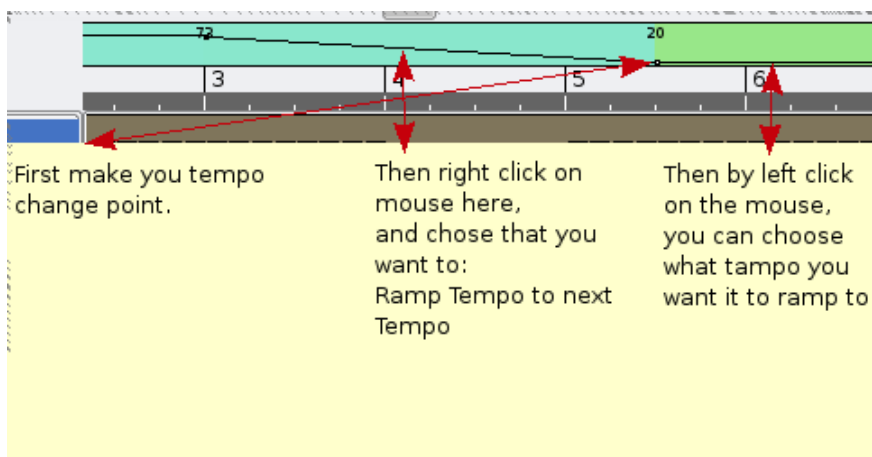 72
20
3
4
5
6
First make you tempo
change point.
Then right click on
mouse here,
and chose that you
want to:
Ramp Tempo to next
Tempo
Then by left click
on the mouse,
you can choose
what tampo you
want it to ramp to